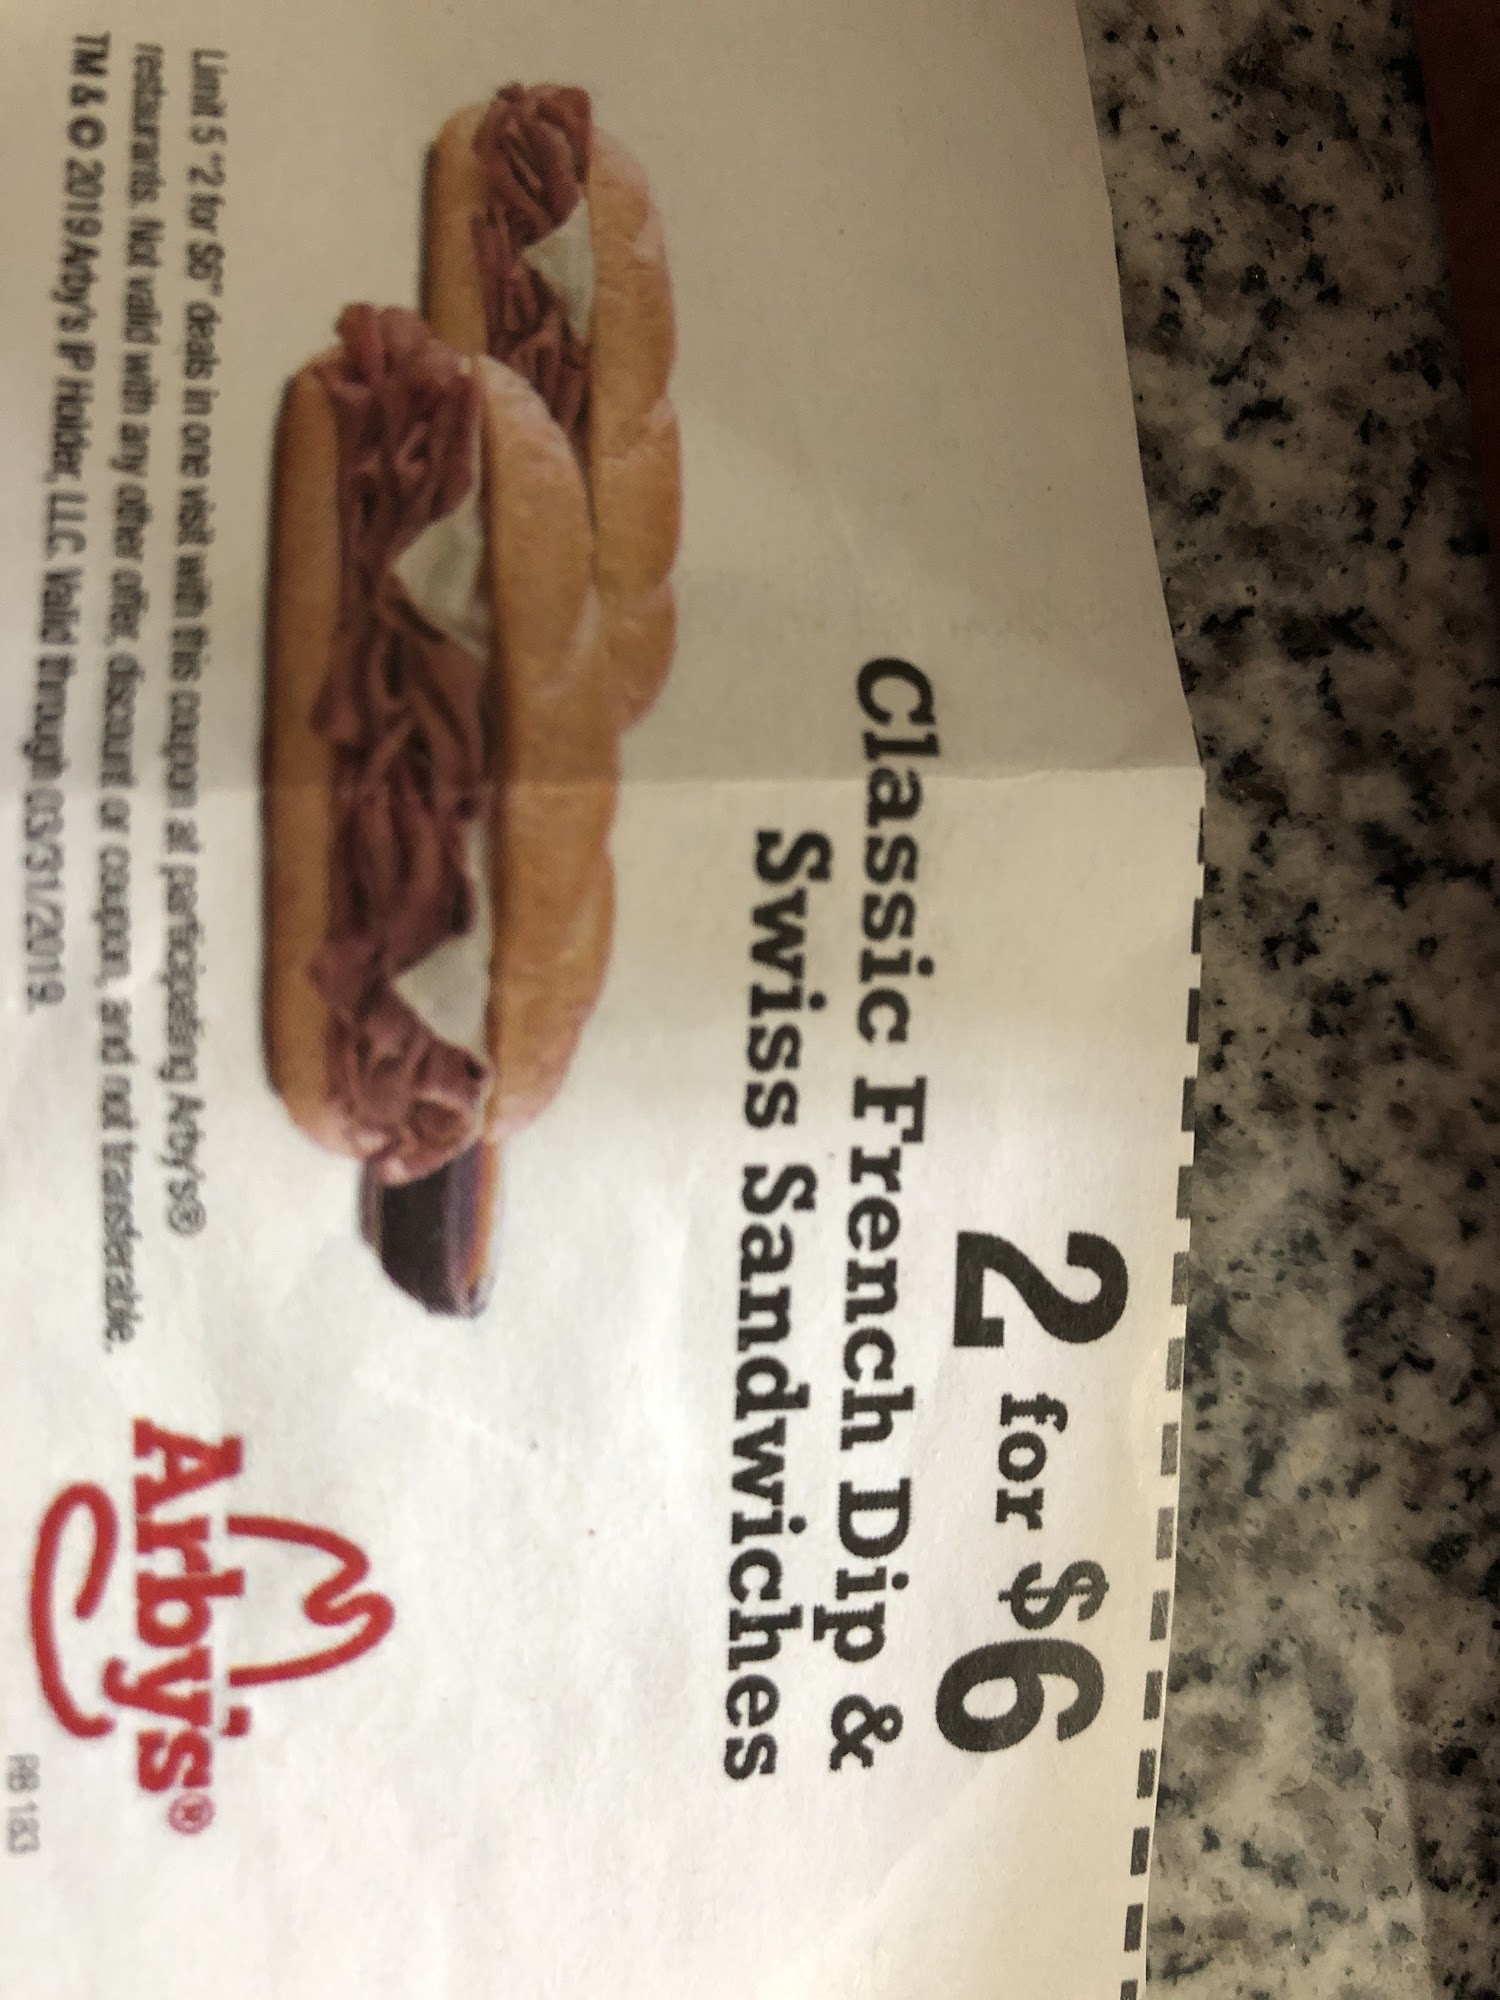 2 for $6
Classic French Dip &
Swiss Sandwiches
Limit 5 "2 for $6" deals in one visit with this coupon at participating Arby's®
restaurants. Not valid with any other offer, discount or coupon, and not transferable.
TM & © 2019 Arby's IP Holder, LLC. Valid through 03/31/2019.
Arby's®
RB 183